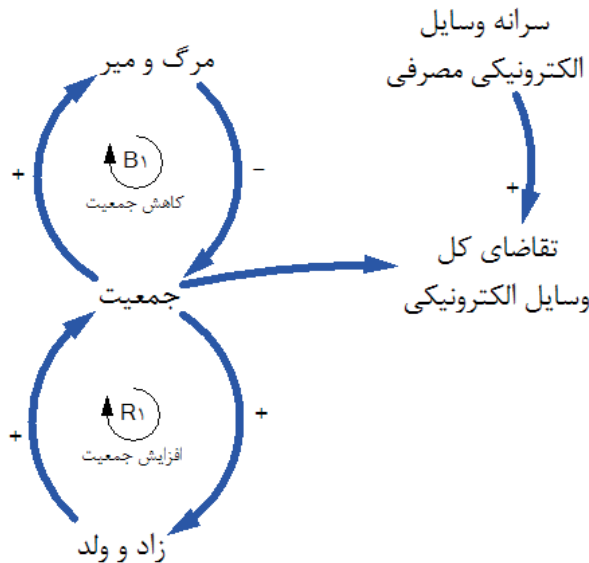 سرانه وسایل
الکترونیکی مصرفی
+
تقاضای کل
وسایل الکترونیکی
مرگ و میر
+
B۱
کاهش جمعیت
–
جمعیت
+
R۱
افزایش جمعیت
+
زاد و ولد